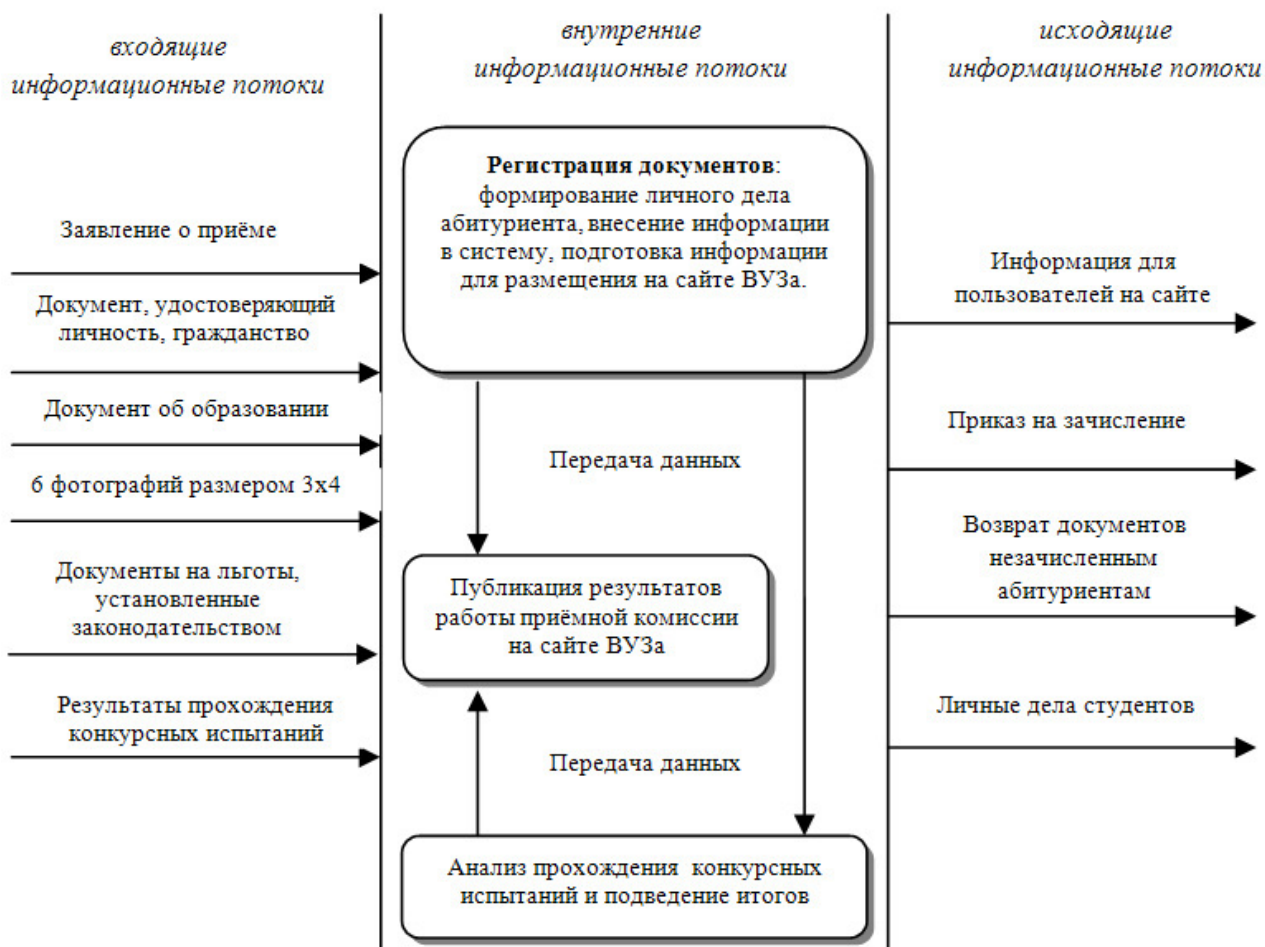 входящие
информационные потоки
Заявление о приёме
Документ, удостоверяющий
личность, гражданство
Документ об образовании
6 фотографий размером 3х4
Документы на льготы,
установленные
законодательством
Результаты прохождения
конкурсных испытаний
внутренние
информационные потоки
Регистрация документов:
формирование личного дела
абитуриента, внесение информации
в систему, подготовка информации
для размещения на сайте ВУЗа.
Передача данных
Публикация результатов
работы приёмной комиссии
на сайте ВУЗа
Передача данных
Анализ прохождения конкурсных
испытаний и подведение итогов
исходящие
информационные потоки
Информация для
пользователей на сайте
Приказ на зачисление
Возврат документов
незачисленным
абитуриентам
Личные дела студентов